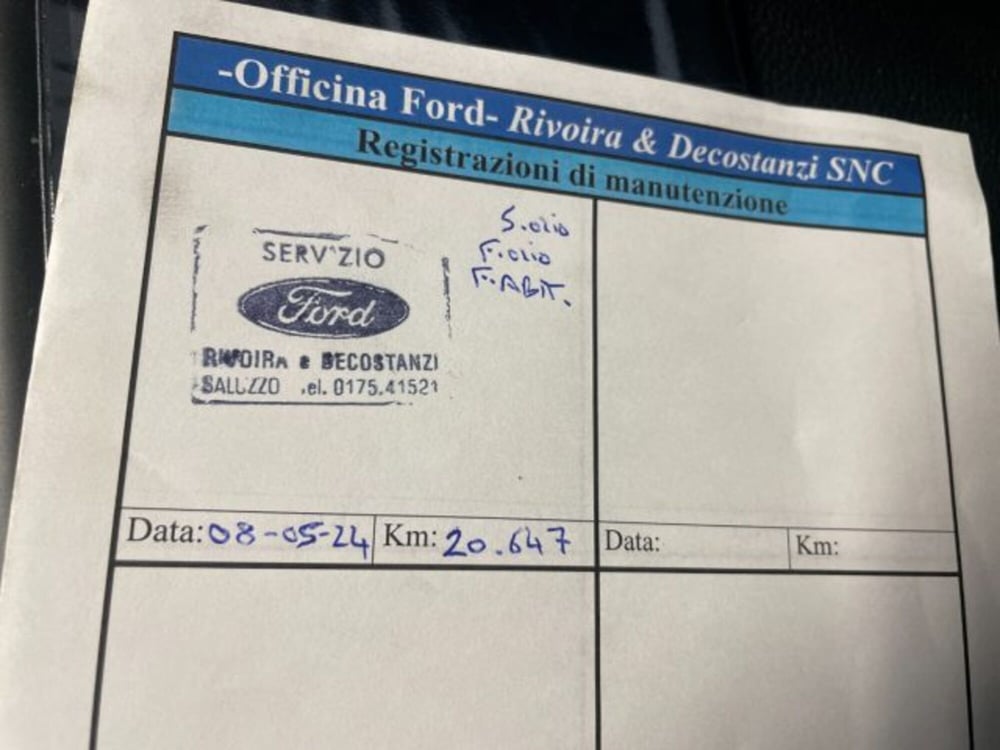 -Officina Ford- Rivoira & Decostanzi SNC
Registrazioni di manutenzione
S.olio
F.olio
F.ABIT.
SERVIZIO
Ford
RIVOIRA & DECOSTANZI
SALUZZO Tel. 0175.41521
Data: 08-05-24 Km: 20.647
Data: Km: